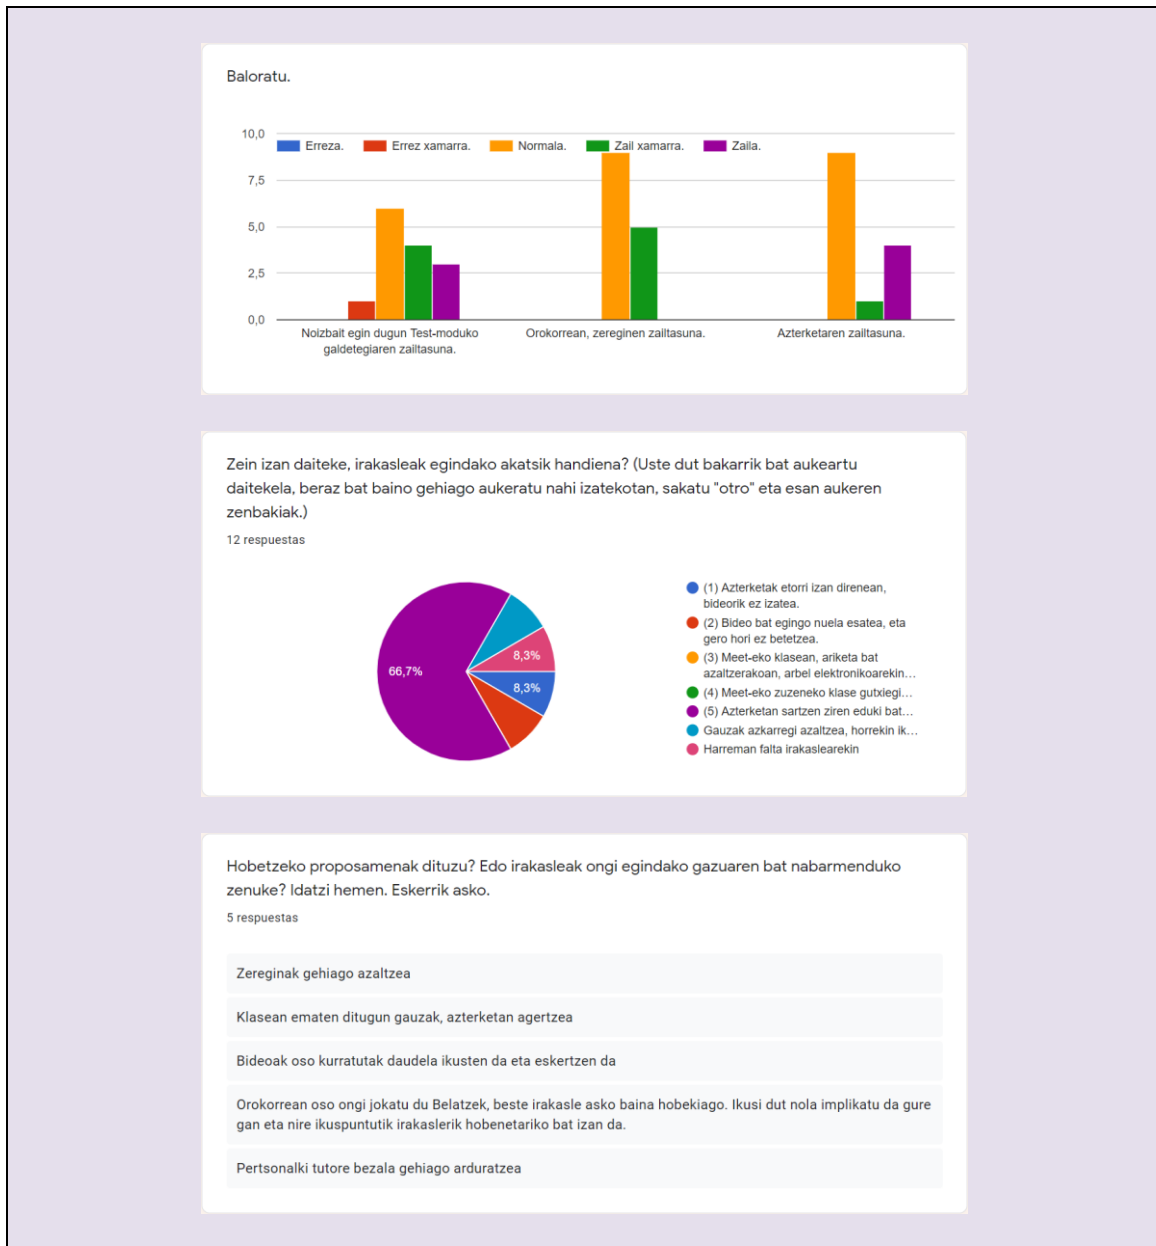 Baloratu.
10,0
Erreza.
Errez xamarra.
Normala.
Zail xamarra.
Zaila.
7,5
5,0
2,5
0,0
Noizbait egin dugun Test-moduko
galdetegiaren zailtasuna.
Orokorrean, zereginen zailtasuna.
Azterketaren zailtasuna.
Zein izan daiteke, irakasleak egindako akatsik handiena? (Uste dut bakarrik bat aukeartu
daitekela, beraz bat baino gehiago aukeratu nahi izatekotan, sakatu "otro" eta esan aukeren
zenbakiak.)
12 respuestas
66,7%
8,3%
8,3%
(1) Azterketak etorri izan direnean,
bideorik ez izatea.
(2) Bideo bat egingo nuela esatea, eta
gero hori ez betetzea.
(3) Meet-eko klasean, ariketa bat
azaltzerakoan, arbel elektronikoarekin…
(4) Meet-eko zuzeneko klase gutxiegi…
(5) Azterketan sartzen ziren eduki bat…
Gauzak azkarregi azaltzea, horrekin ik…
Harreman falta irakaslearekin
Hobetzeko proposamenak dituzu? Edo irakasleak ongi egindako gazuaren bat nabarmenduko
zenuke? Idatzi hemen. Eskerrik asko.
5 respuestas
Zereginak gehiago azaltzea
Klasean ematen ditugun gauzak, azterketan agertzea
Bideoak oso kurratutak daudela ikusten da eta eskertzen da
Orokorrean oso ongi jokatu du Belatzek, beste irakasle asko baina hobekiago. Ikusi dut nola implikatu da gure
gan eta nire ikuspuntutik irakaslerik hobenetariko bat izan da.
Pertsonalki tutore bezala gehiago arduratzea